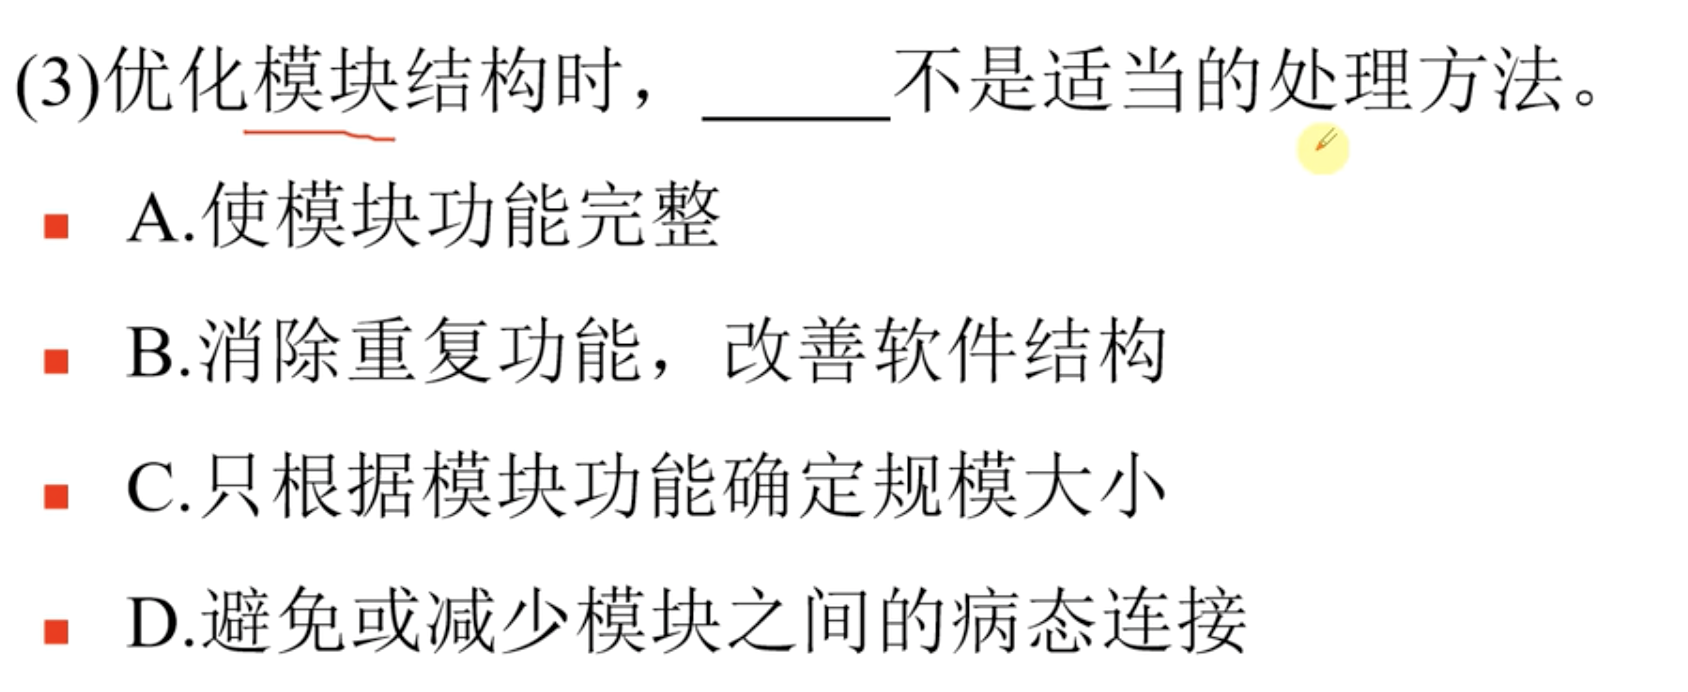 (3)优化模块结构时，_____不是适当的处理方法。
A.使模块功能完整
B.消除重复功能，改善软件结构
C.只根据模块功能确定规模大小
D.避免或减少模块之间的病态连接